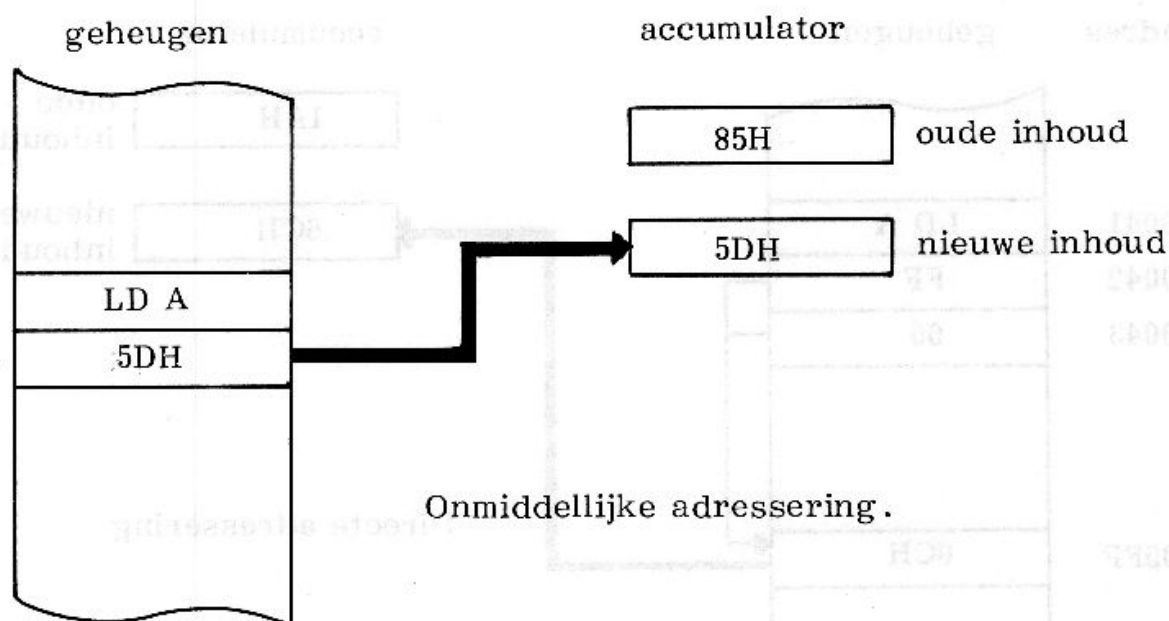 geheugen
accumulator
85H oude inhoud
5DH nieuwe inhoud
LD A
5DH
Onmiddellijke adressering.